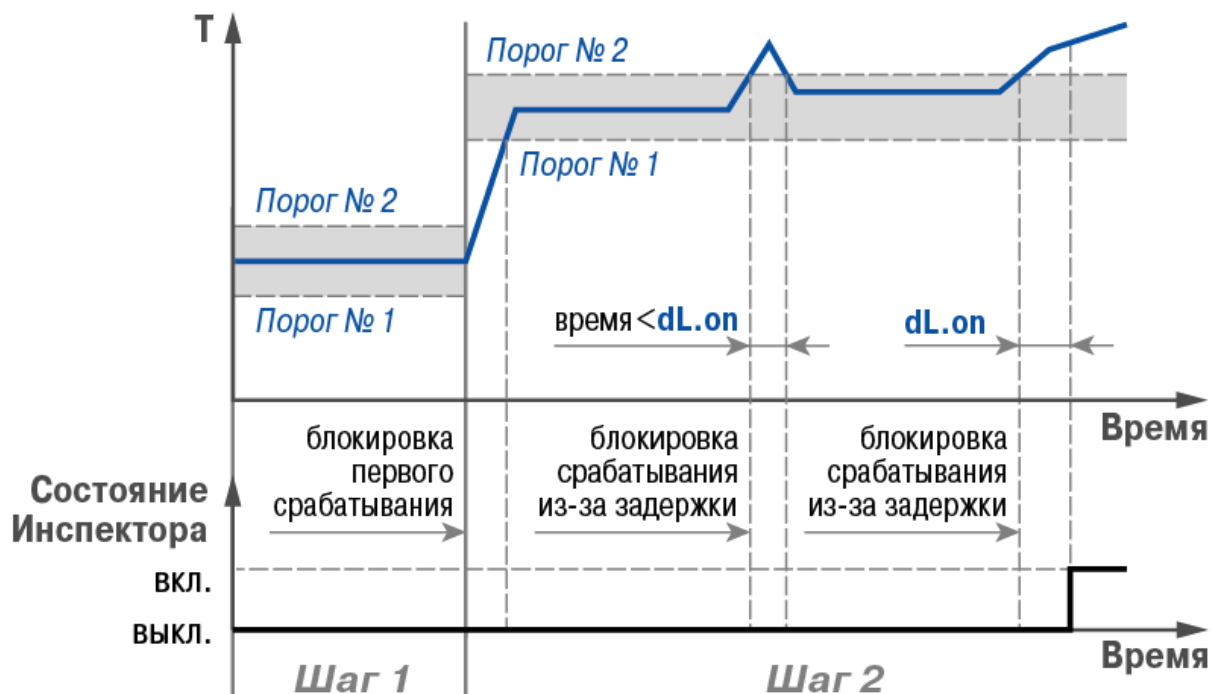 T
Порог № 2
Порог № 1
Порог № 2
Порог № 1
время<dL.on
dL.on
Время
блокировка
первого
срабатывания
блокировка
срабатывания
из-за задержки
блокировка
срабатывания
из-за задержки
Состояние
Инспектора
ВКЛ.
ВЫКЛ.
Время
Шаг 1
Шаг 2